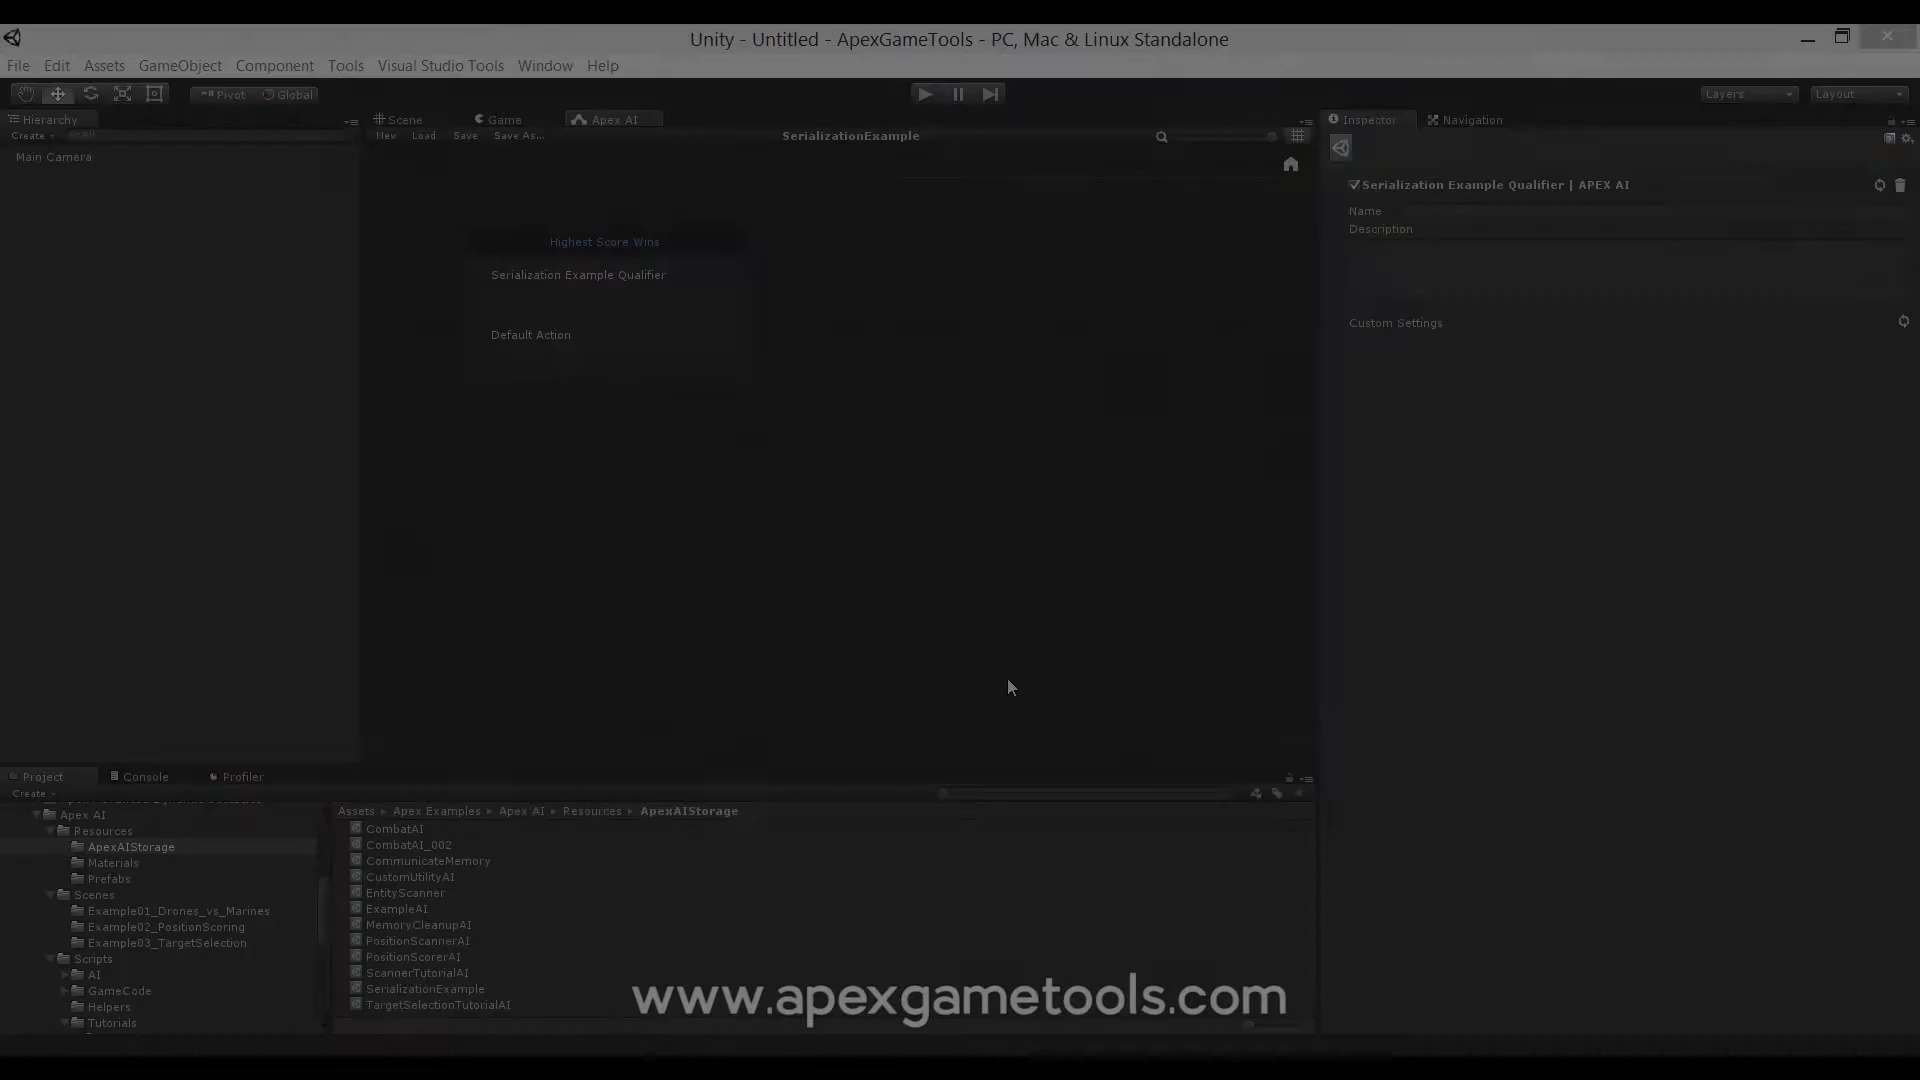 Unity - Untitled - ApexGameTools - PC, Mac & Linux Standalone
File Edit Assets GameObject Component Tools Visual Studio Tools Window Help
Pivot Global Layers Layout
Hierarchy Scene Game Apex AI Inspector Navigation
Create All New Load Save Save As... SerializationExample
Main Camera
Serialization Example Qualifier | APEX AI
Name
Description
Highest Score Wins
Serialization Example Qualifier
Custom Settings
Default Action
Project Console Profiler
Create
Assets Apex Examples Apex AI Resources ApexAIStorage
Apex AI
Resources
ApexAIStorage
Materials
Prefabs
Scenes
Example01_Drones_vs_Marines
Example02_PositionScoring
Example03_TargetSelection
Scripts
AI
GameCode
Helpers
Tutorials
CombatAI
CombatAI_002
CommunicateMemory
CustomUtilityAI
EntityScanner
ExampleAI
MemoryCleanupAI
PositionScannerAI
PositionScorerAI
ScannerTutorialAI
SerializationExample
TargetSelectionTutorialAI
www.apexgametools.com